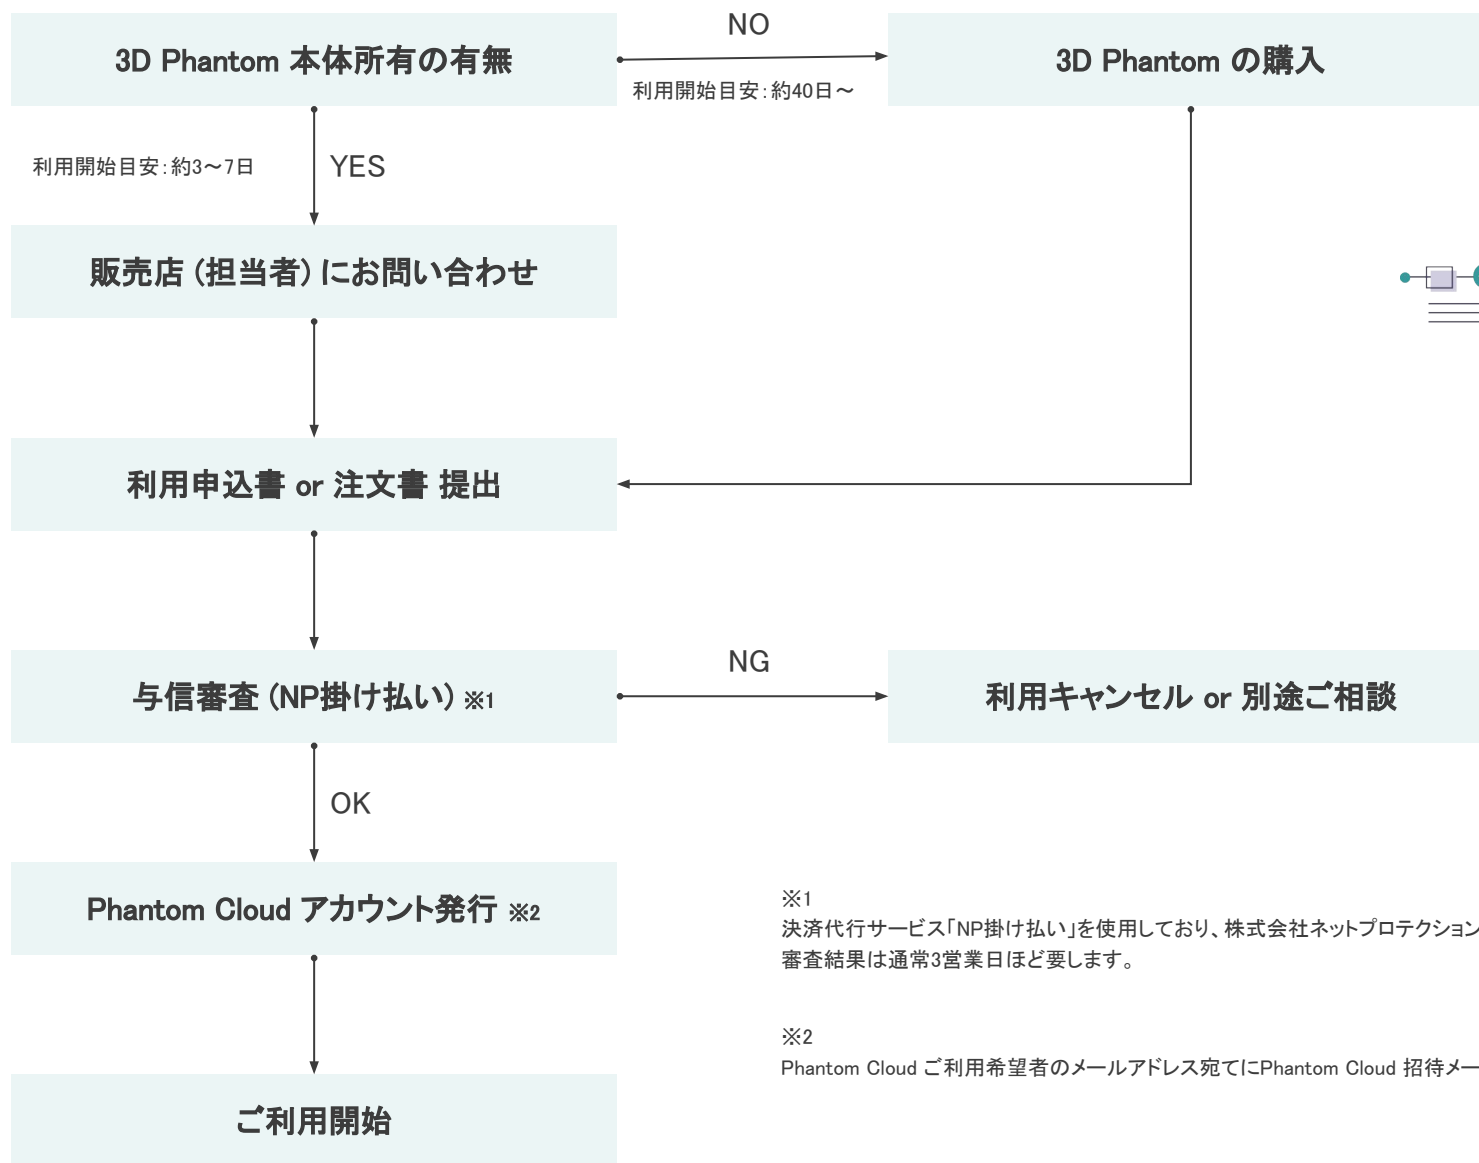 3D Phantom 本体所有の有無
NO
利用開始目安：約40日～
3D Phantom の購入
利用開始目安：約3～7日
YES
販売店（担当者）にお問い合わせ
利用申込書 or 注文書 提出
与信審査（NP掛け払い）※1
NG
利用キャンセル or 別途ご相談
OK
Phantom Cloud アカウント発行 ※2
※1
決済代行サービス「NP掛け払い」を使用しており、株式会社ネットプロテクション
審査結果は通常3営業日ほど要します。
※2
Phantom Cloud ご利用希望者のメールアドレス宛てにPhantom Cloud 招待メー
ご利用開始